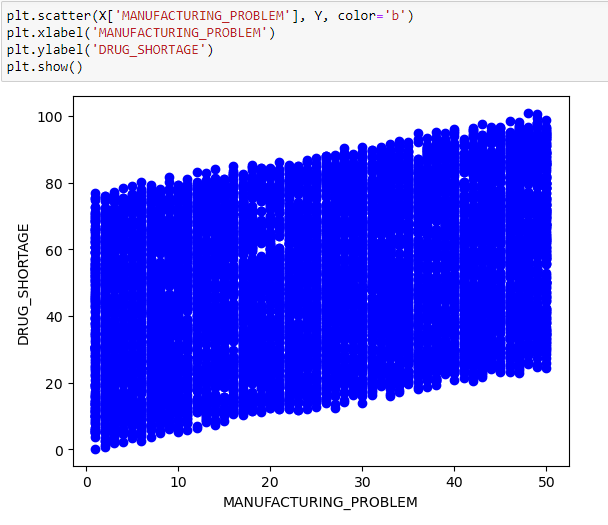 plt.scatter(X['MANUFACTURING_PROBLEM'], Y, color='b')
plt.xlabel('MANUFACTURING_PROBLEM')
plt.ylabel('DRUG_SHORTAGE')
plt.show()
100
80
60
40
20
0
DRUG_SHORTAGE
0 10 20 30 40 50
MANUFACTURING_PROBLEM